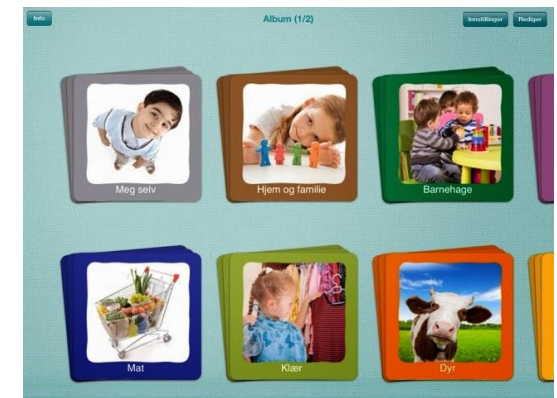 Info
Album (1/2)
Innstillinger
Rediger
Meg selv
Hjem og familie
Barnehage
Mat
Klær
Dyr